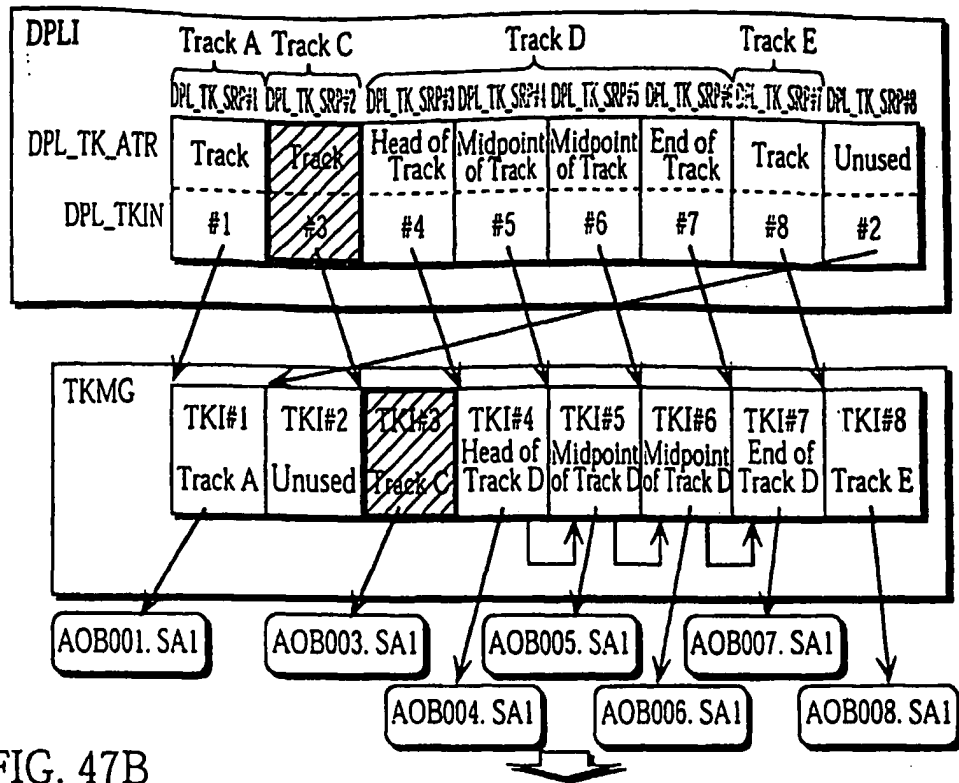 DPLI
Track A Track C Track D Track E
DPL_TK_SRP#1 DPL_TK_SRP#2 DPL_TK_SRP#3 DPL_TK_SRP#4 DPL_TK_SRP#5 DPL_TK_SRP#6 DPL_TK_SRP#7 DPL_TK_SRP#8
DPL_TK_ATR
Track
Track
Head of
Track
Midpoint
of Track
Midpoint
of Track
End of
Track
Track
Unused
DPL_TKIN
#1 #3 #4 #5 #6 #7 #8 #2
TKMG
TKI#1 TKI#2 TKI#3 TKI#4 TKI#5 TKI#6 TKI#7 TKI#8
Track A
Unused
Track C
Head of
Track D
Midpoint
of Track D
Midpoint
of Track D
End of
Track D
Track E
AOB001. SA1 AOB003. SA1 AOB005. SA1 AOB007. SA1
AOB004. SA1 AOB006. SA1 AOB008. SA1
FIG. 47B